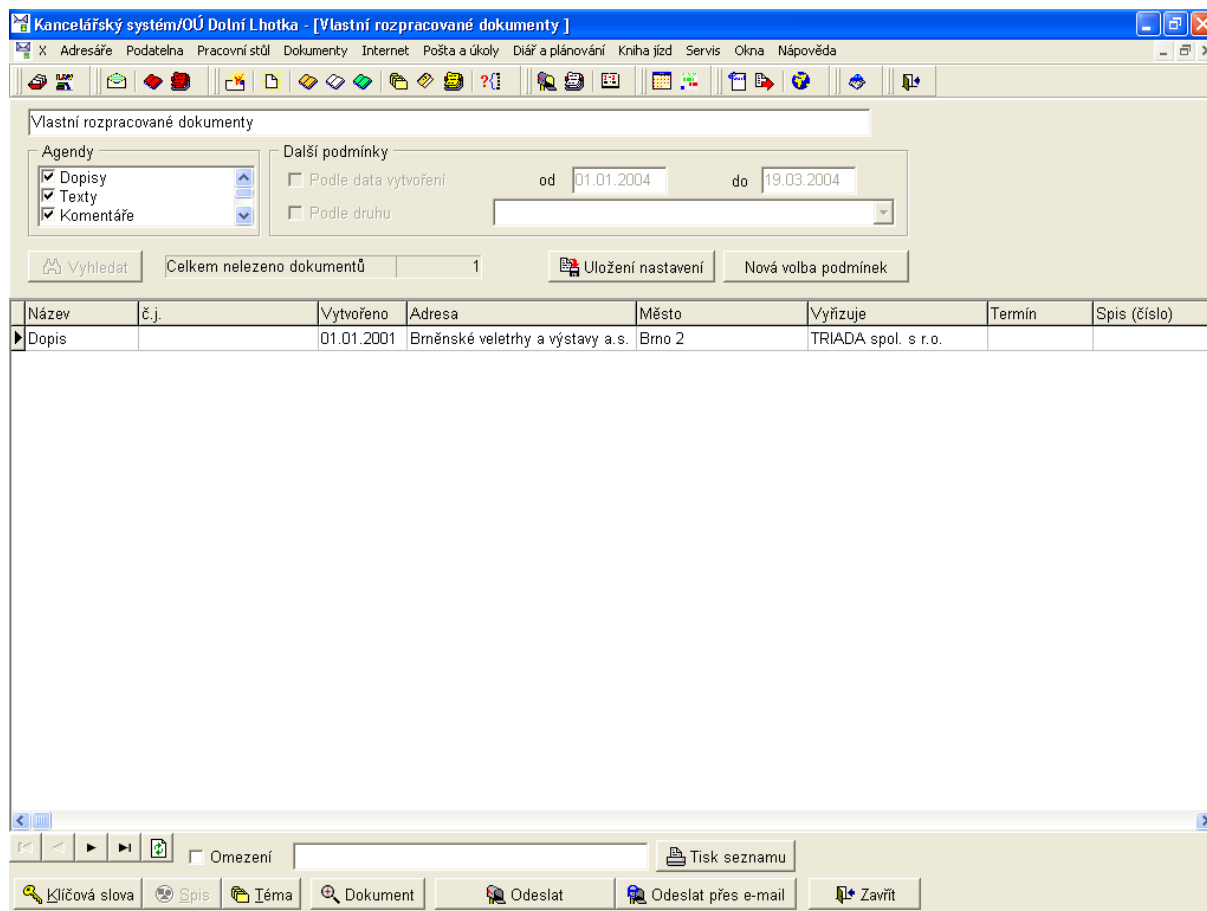 Kancelářský systém/OÚ Dolní Lhotka - [Vlastní rozpracované dokumenty ]
X Adresáře Podatelna Pracovní stůl Dokumenty Internet Pošta a úkoly Diář a plánování Kniha jízd Servis Okna Nápověda
Vlastní rozpracované dokumenty
Agendy
Dopisy
Texty
Komentáře
Další podmínky
Podle data vytvoření od 01.01.2004 do 19.03.2004
Podle druhu
Vyhledat Celkem nelezeno dokumentů 1 Uložení nastavení Nová volba podmínek
Název č.j. Vytvořeno Adresa Město Vyřizuje Termín Spis (číslo)
Dopis 01.01.2001 Brněnské veletrhy a výstavy a.s. Brno 2 TRIADA spol. s r.o.
Omezení Tisk seznamu
Klíčová slova Spis Téma Dokument Odeslat Odeslat přes e-mail Zavřít